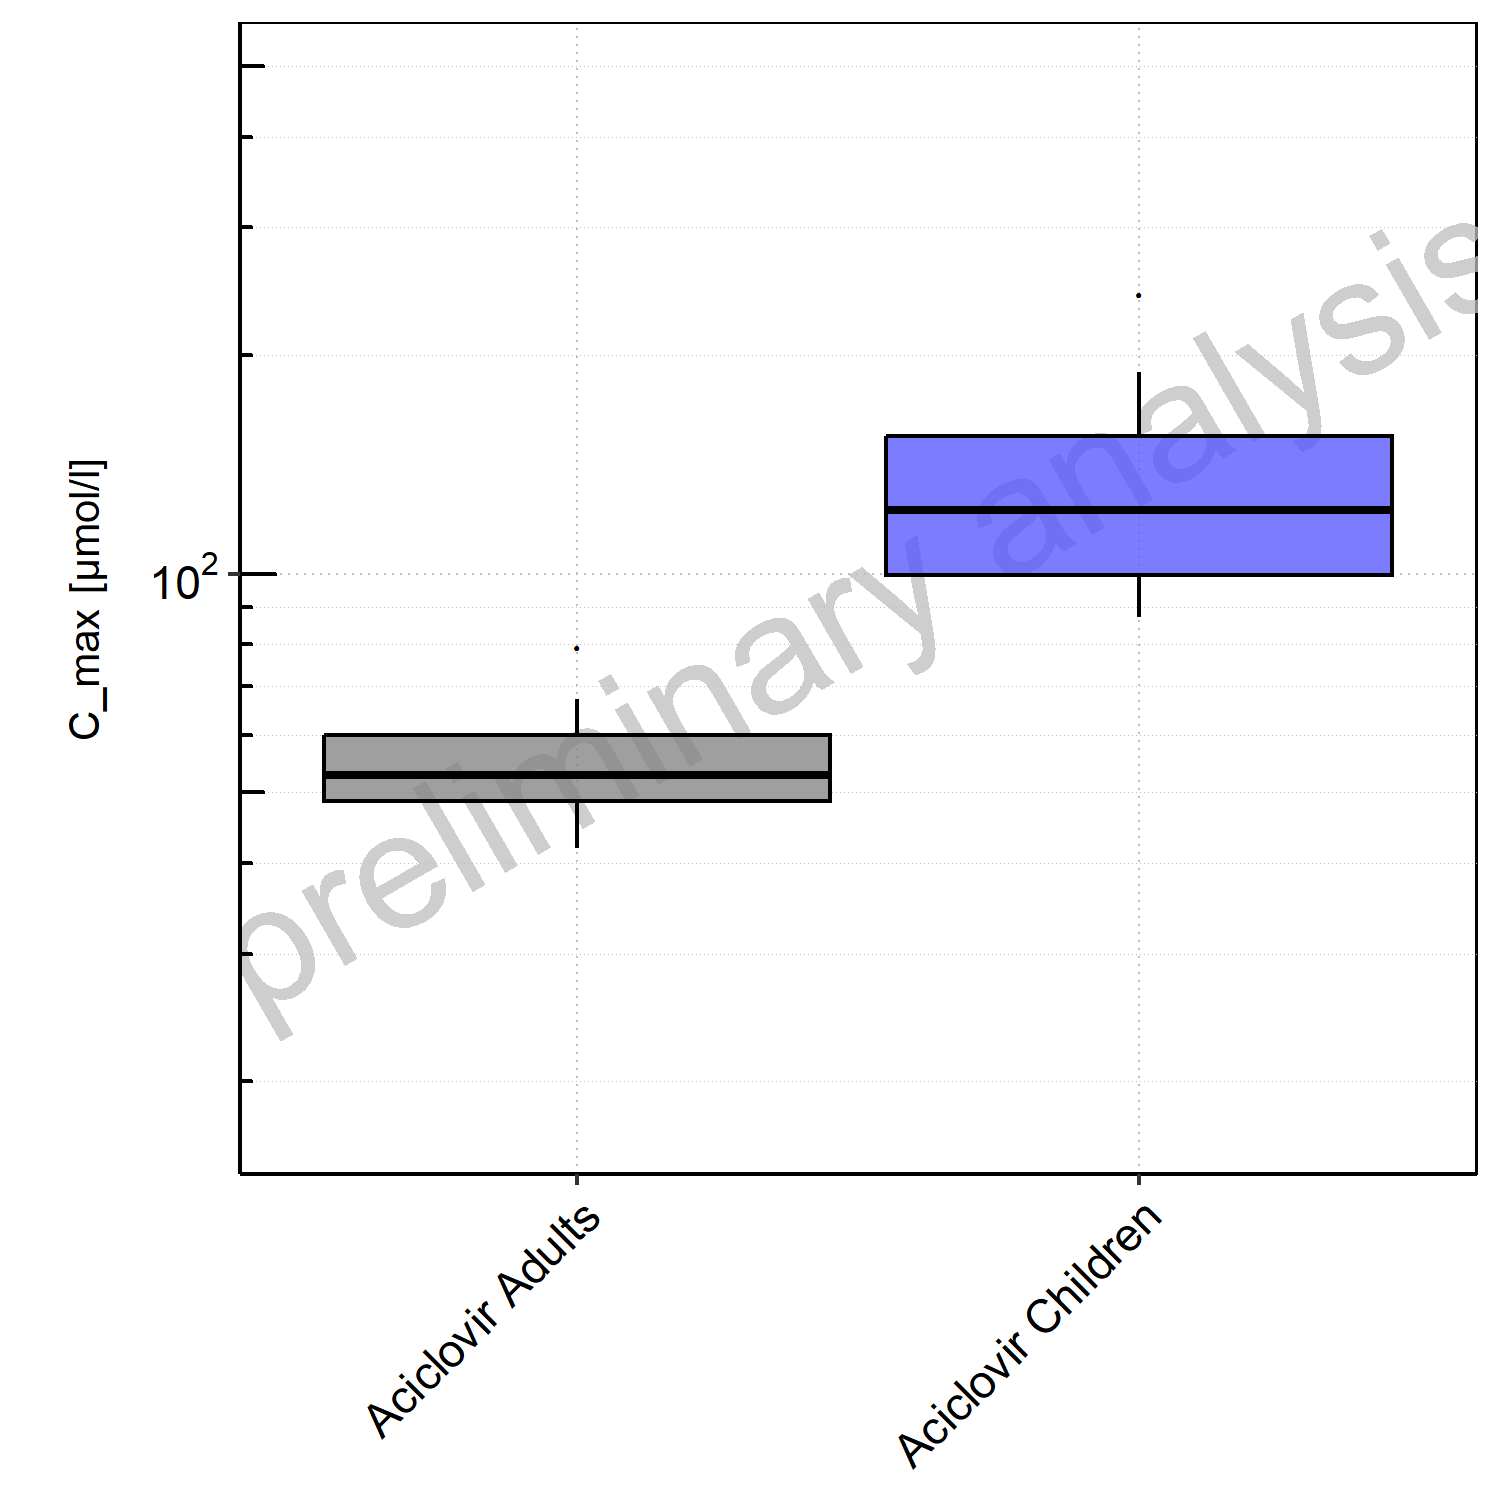 C_max [µmol/l]
10²
preliminary analysis
Aciclovir Adults
Aciclovir Children